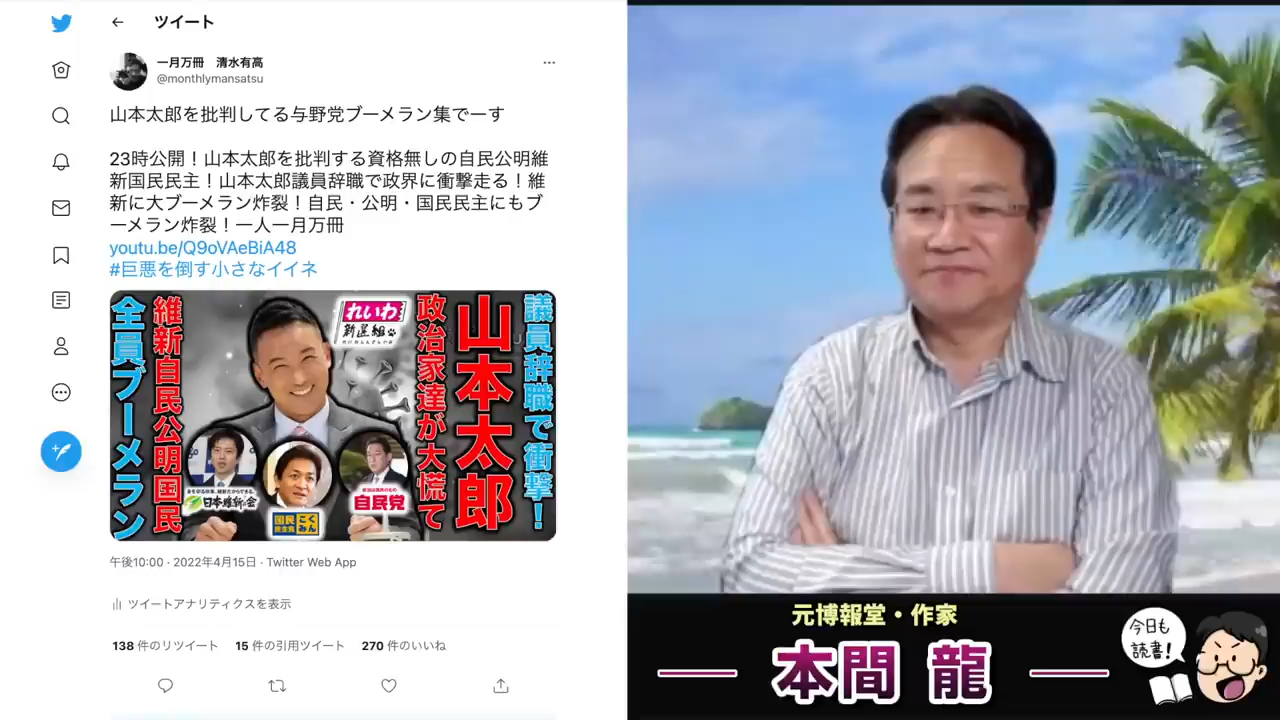 ツイート
一月万冊　清水有高
@monthlymansatsu
山本太郎を批判してる与野党ブーメラン集でーす
23時公開！山本太郎を批判する資格無しの自民公明維
新国民民主！山本太郎議員辞職で政界に衝撃走る！維
新に大ブーメラン炸裂！自民・公明・国民民主にもブ
ーメラン炸裂！一人一月万冊
youtu.be/Q9oVAeBiA48
#巨悪を倒す小さなイイネ
議員辞職で衝撃！
山本太郎
政治家達が大慌て
れいわ
新選組
維新自民公明国民
全員ブーメラン
日本維新の会
国民
民主党
こくみん
自民党
午後10:00 · 2022年4月15日 · Twitter Web App
ツイートアナリティクスを表示
138 件のリツイート 15 件の引用ツイート 270 件のいいね
元博報堂・作家
本間 龍
今日も
読書！